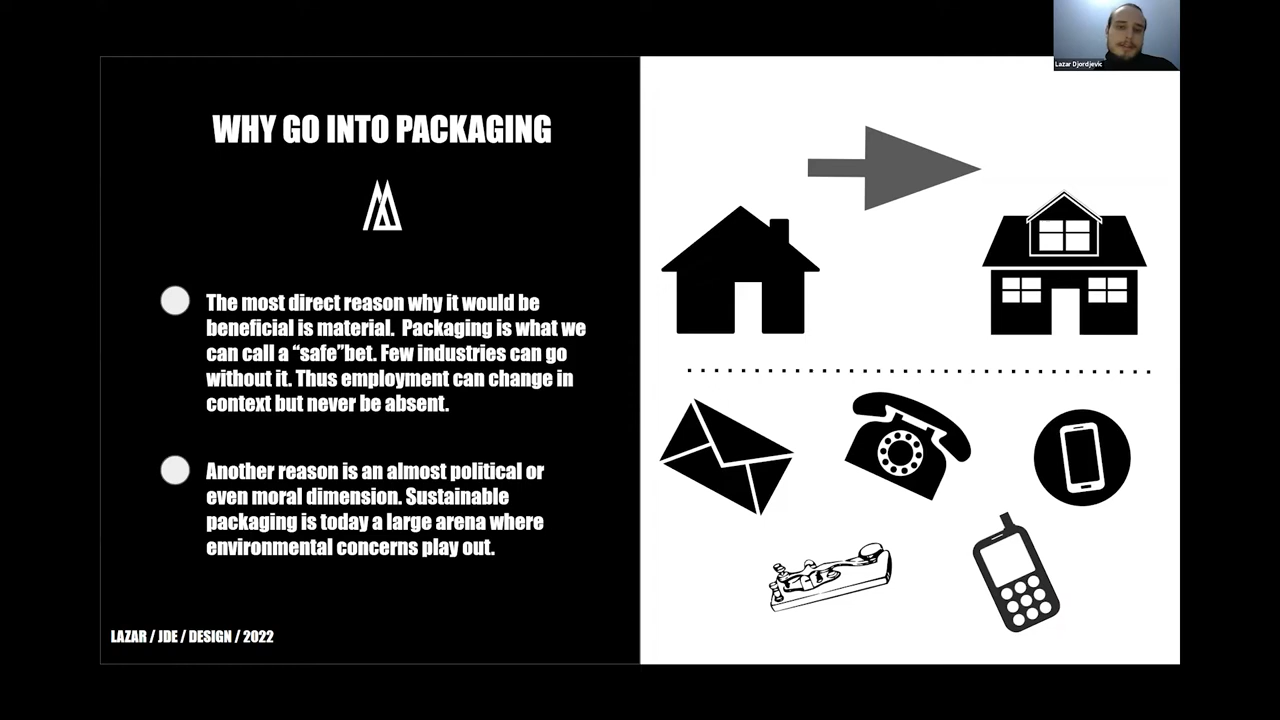 Lazar Djordjevic
WHY GO INTO PACKAGING
The most direct reason why it would be
beneficial is material.  Packaging is what we
can call a “safe”bet. Few industries can go
without it. Thus employment can change in
context but never be absent.
Another reason is an almost political or
even moral dimension. Sustainable
packaging is today a large arena where
environmental concerns play out.
LAZAR / JDE / DESIGN / 2022